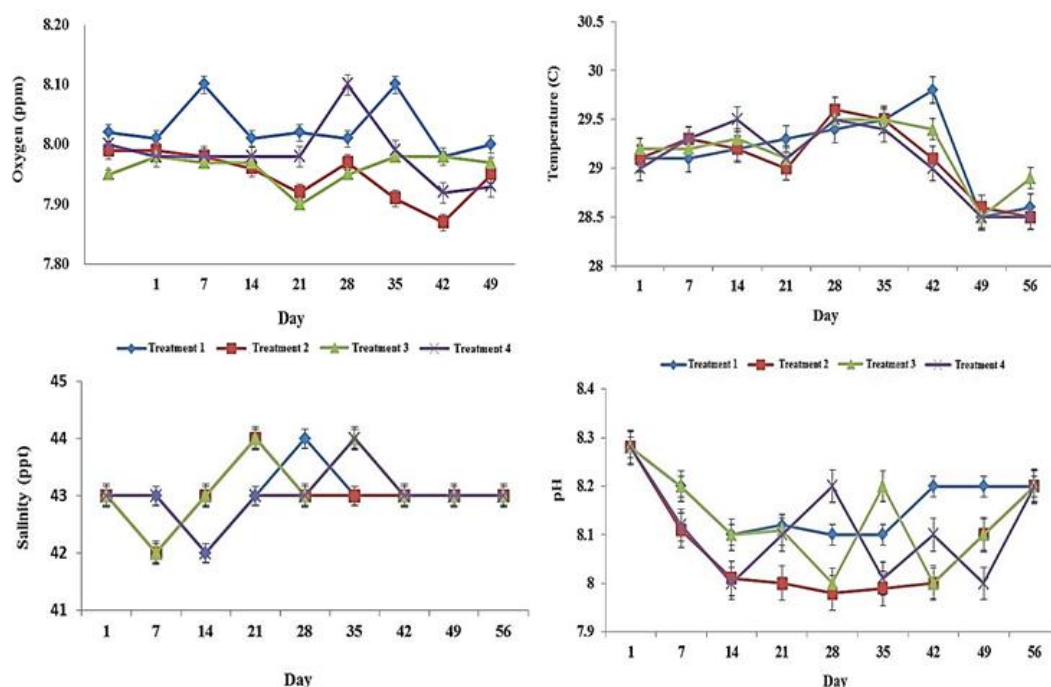 8.20
8.10
8.00
7.90
7.80
Oxygen (ppm)
1 7 14 21 28 35 42 49
Day
30.5
30
29.5
29
28.5
28
Temperature (C)
1 7 14 21 28 35 42 49 56
Day
Treatment 1 Treatment 2 Treatment 3 Treatment 4
45
44
43
42
41
Salinity (ppt)
1 7 14 21 28 35 42 49 56
Day
Treatment 1 Treatment 2 Treatment 3 Treatment 4
8.4
8.3
8.2
8.1
8
7.9
pH
1 7 14 21 28 35 42 49 56
Day